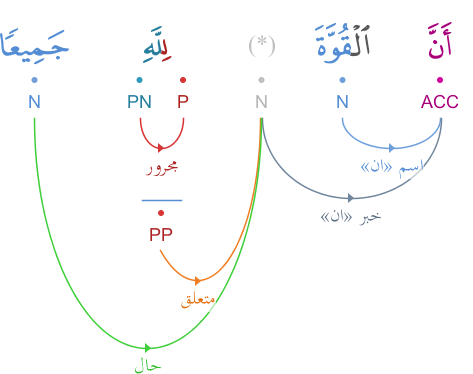 أَنَّ ٱلْقُوَّةَ (*) لِلَّهِ جَمِيعًا
ACC N N P PN N
مجرور
اسم «ان»
PP
خبر «ان»
متعلق
حال